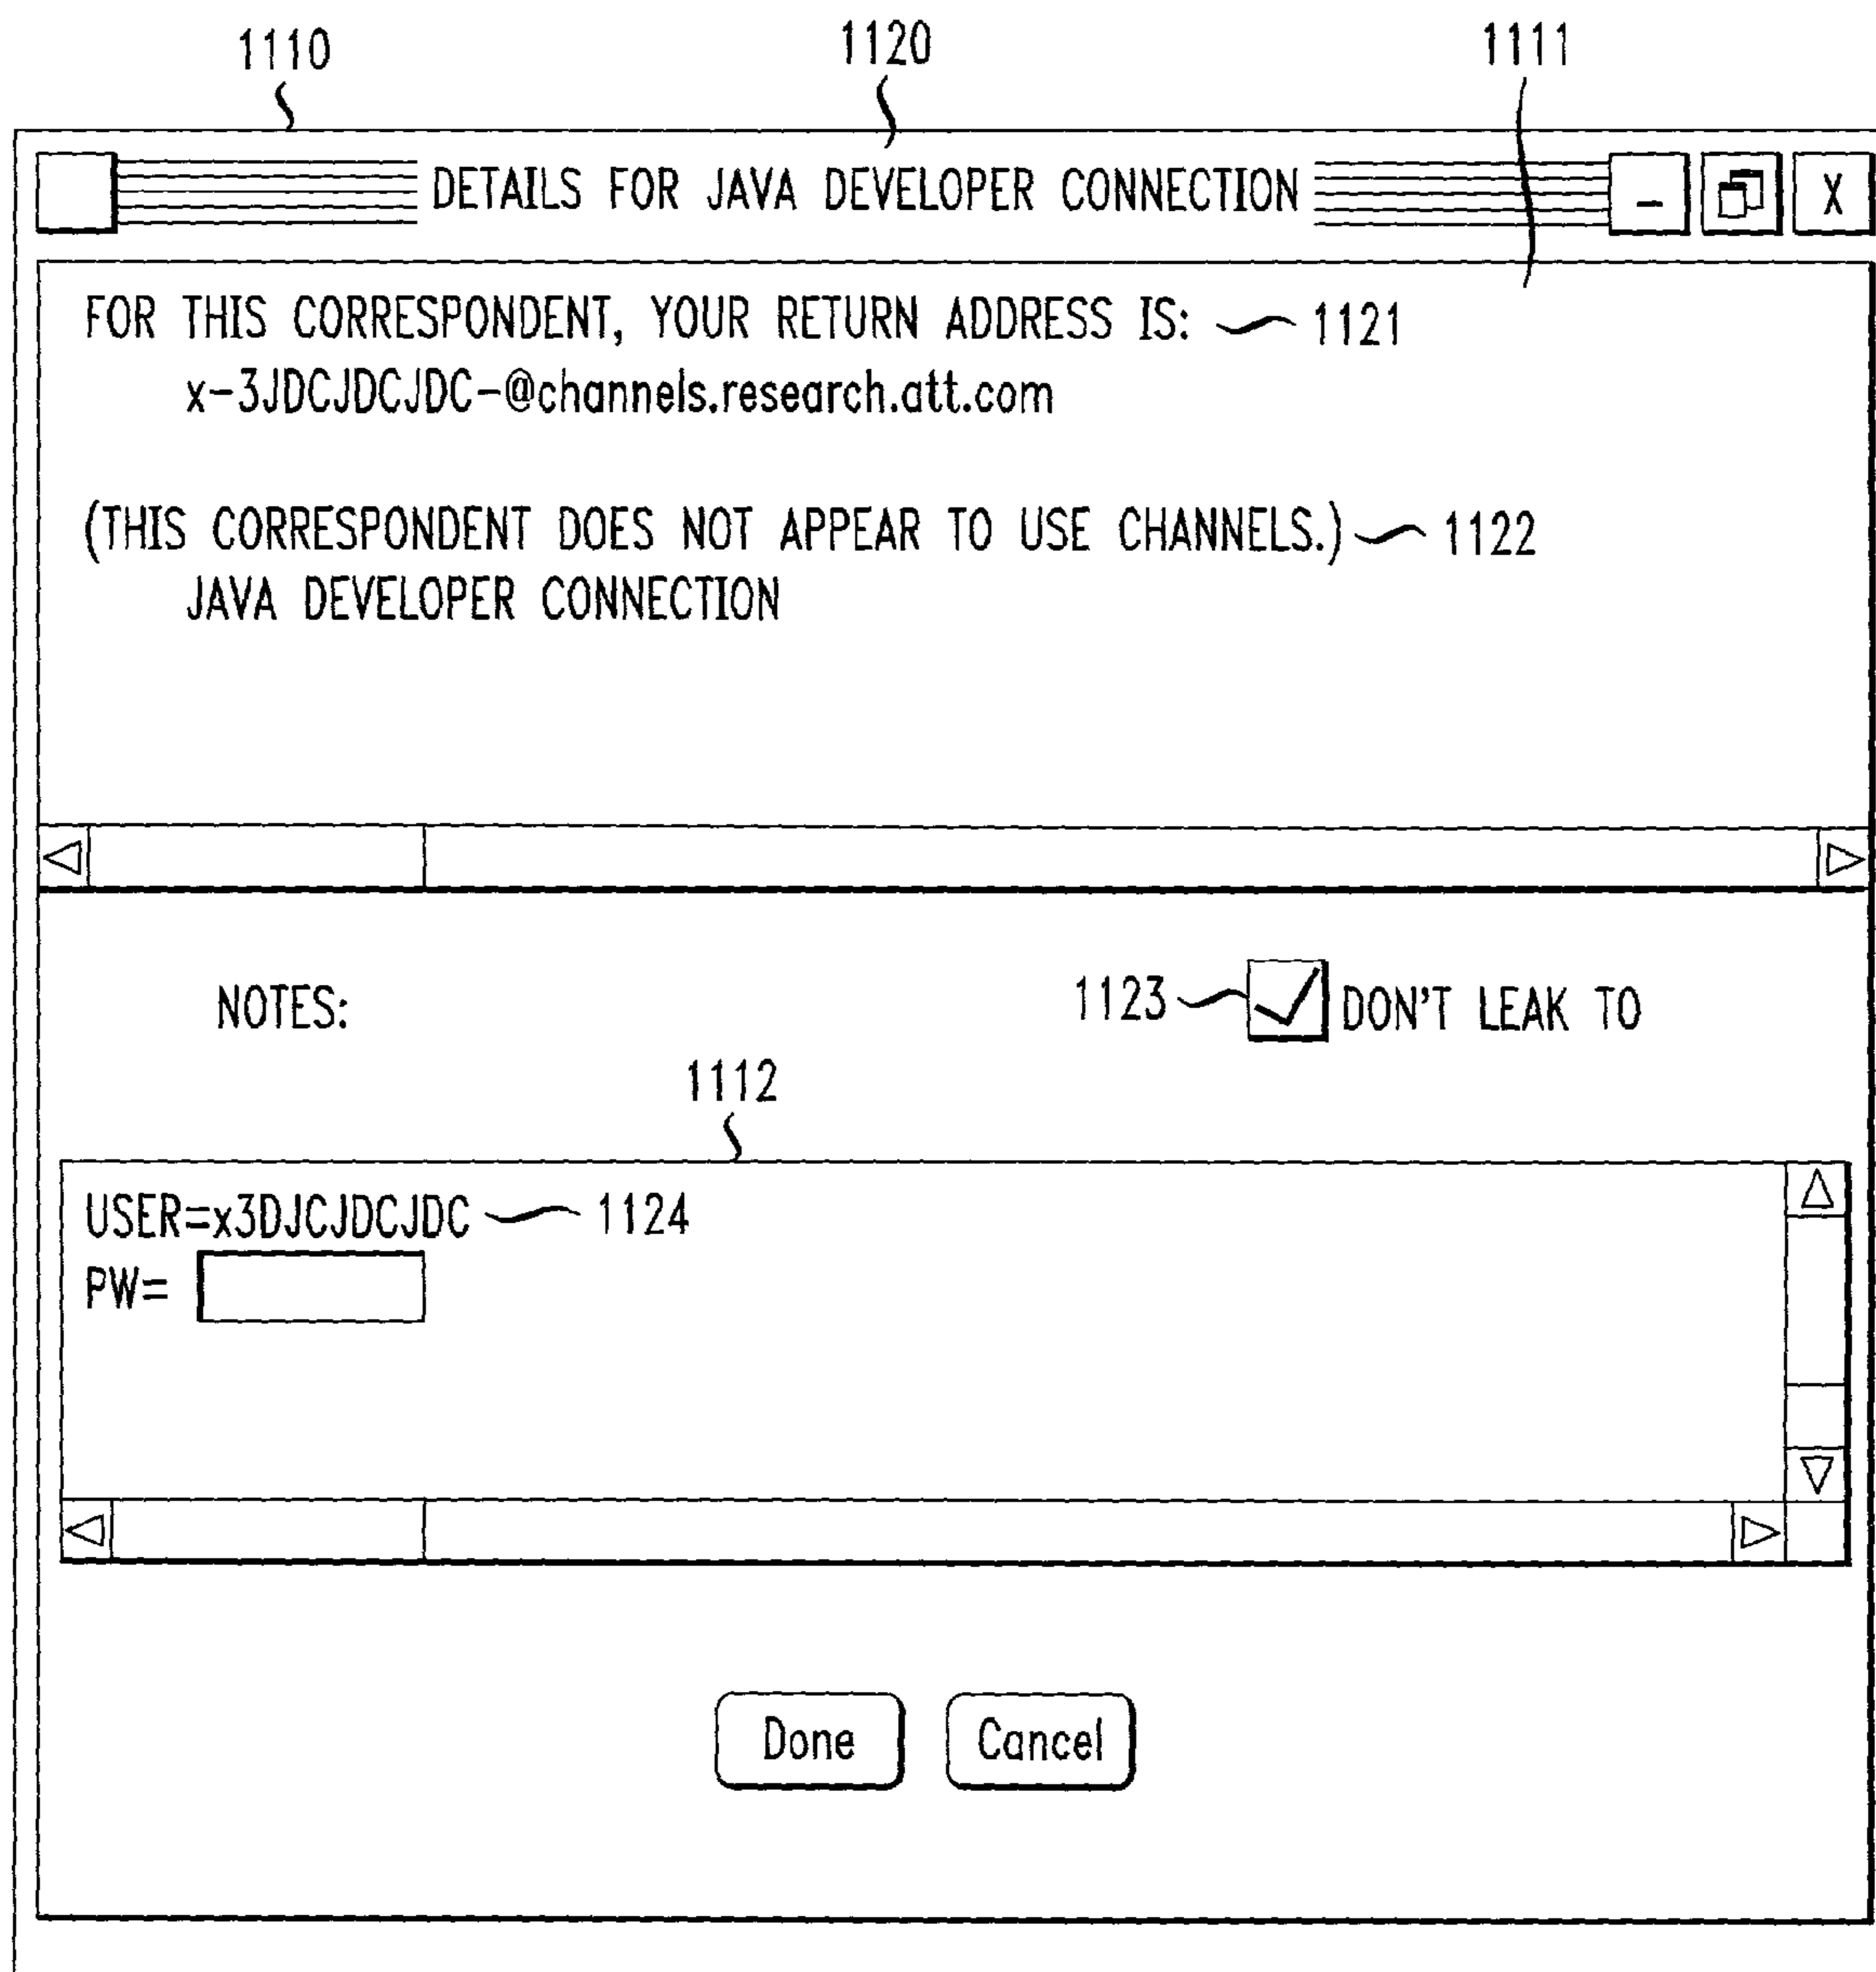 1110 1120 1111
DETAILS FOR JAVA DEVELOPER CONNECTION - X
FOR THIS CORRESPONDENT, YOUR RETURN ADDRESS IS: 1121
x-3JDCJDCJDC-@channels.research.att.com
(THIS CORRESPONDENT DOES NOT APPEAR TO USE CHANNELS.) 1122
JAVA DEVELOPER CONNECTION
NOTES: 1123 DON'T LEAK TO
1112
USER=x3DJCJDCJDC 1124
PW=
Done Cancel